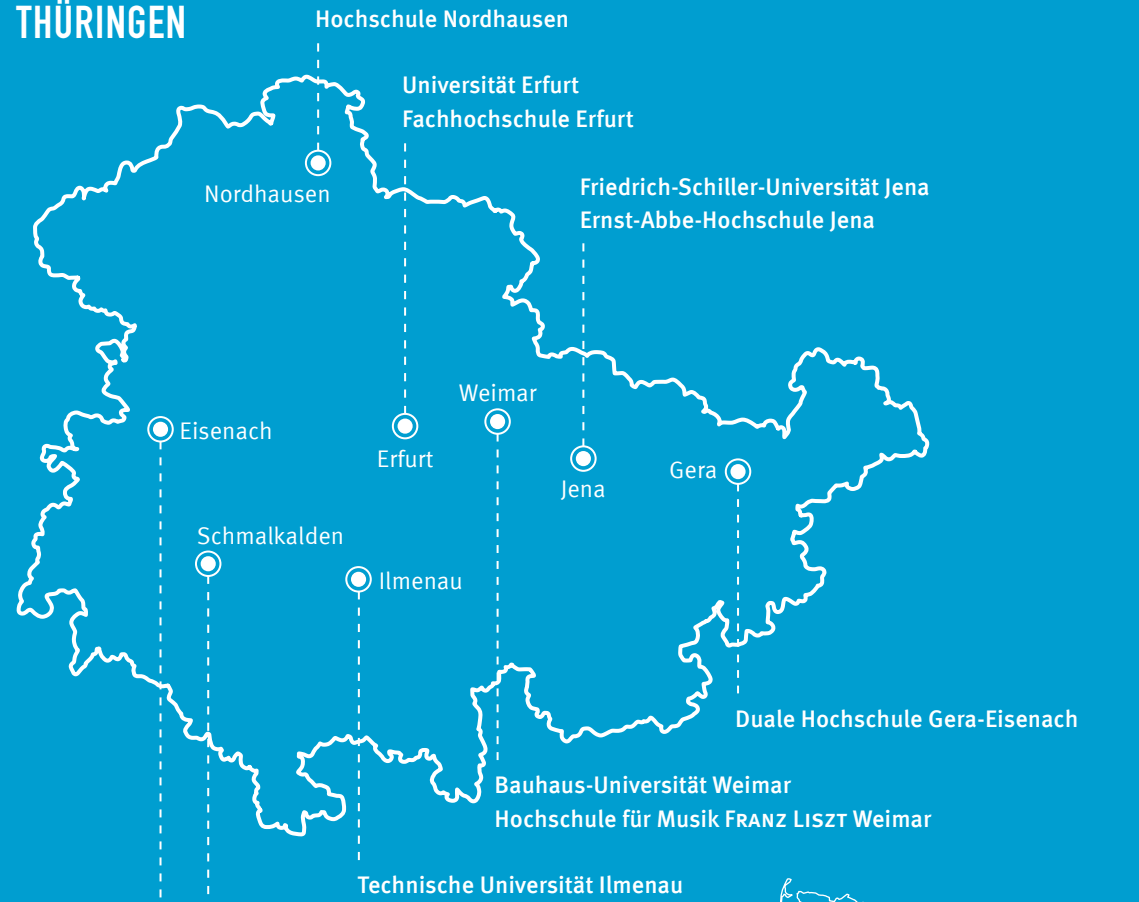 THÜRINGEN
Hochschule Nordhausen
Universität Erfurt
Fachhochschule Erfurt
Nordhausen
Friedrich-Schiller-Universität Jena
Ernst-Abbe-Hochschule Jena
Weimar
Eisenach
Erfurt
Jena
Gera
Schmalkalden
Ilmenau
Duale Hochschule Gera-Eisenach
Bauhaus-Universität Weimar
Hochschule für Musik FRANZ LISZT Weimar
Technische Universität Ilmenau